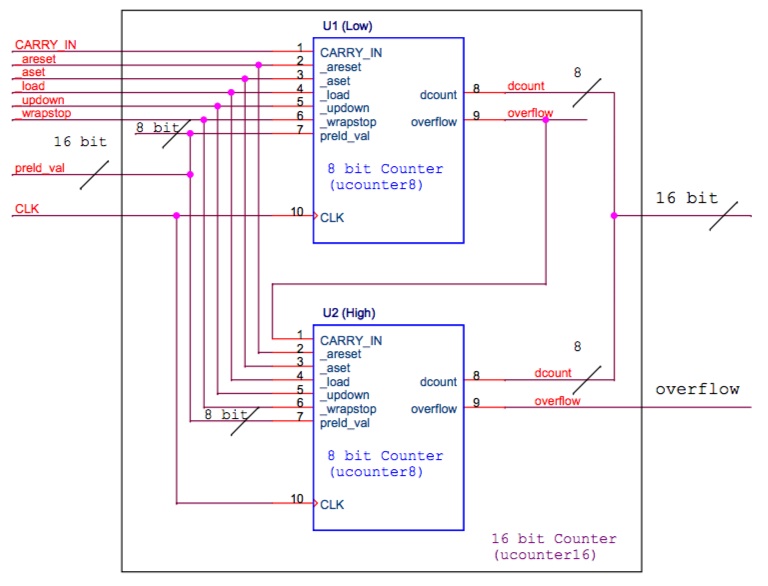 U1 (Low)
CARRY_IN
_areset
_aset
_load
_updown
_wrapstop
16 bit
8 bit
preld_val
CLK
1
2
3
4
5
6
7
10
CARRY_IN
_areset
_aset
_load
_updown
_wrapstop
preld_val
dcount
overflow
8 bit Counter
(ucounter8)
CLK
8
9
dcount
overflow
8
16 bit
U2 (High)
1
2
3
4
5
6
7
10
8 bit
CARRY_IN
_areset
_aset
_load
_updown
_wrapstop
preld_val
dcount
overflow
8 bit Counter
(ucounter8)
CLK
8
9
dcount
overflow
8
overflow
16 bit Counter
(ucounter16)